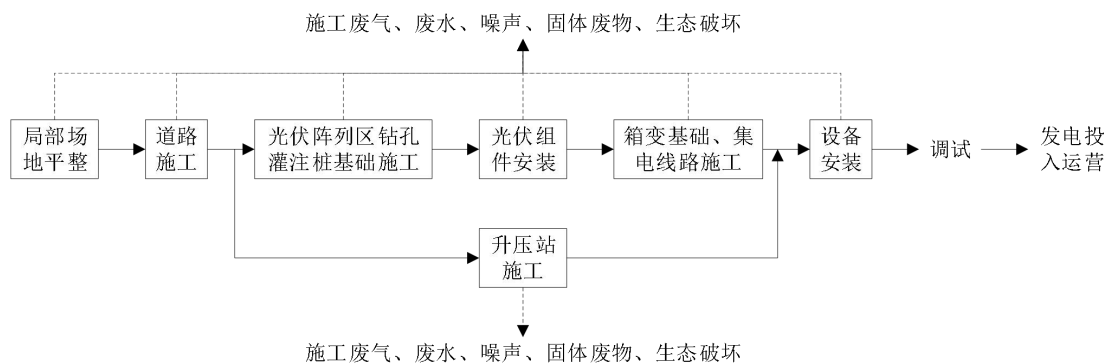 施工废气、废水、噪声、固体废物、生态破坏
局部场
地平整
道路
施工
光伏阵列区钻孔
灌注桩基础施工
光伏组
件安装
箱变基础、集
电线路施工
设备
安装
调试
发电投
入运营
升压站
施工
施工废气、废水、噪声、固体废物、生态破坏